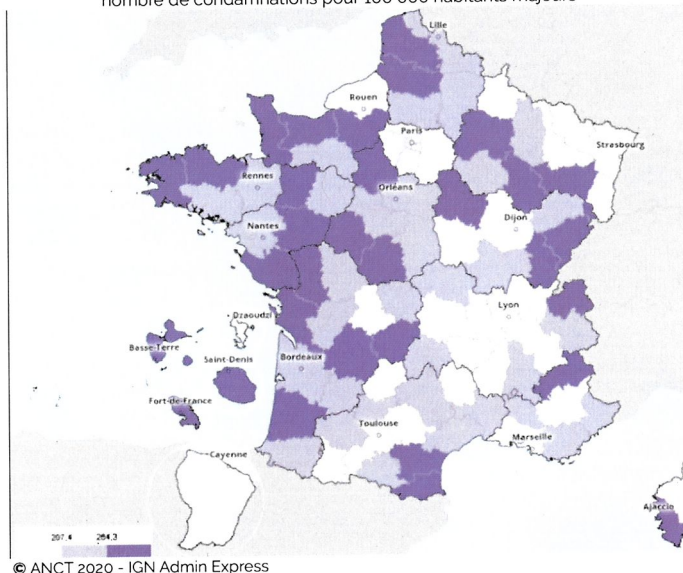 nombre de condamnations pour 100 000 habitants majeurs
Lille
Rouen
Paris
Strasbourg
Rennes
Orléans
Nantes
Dijon
Lyon
Dzaoudzi
Basse-Terre
Saint-Denis
Bordeaux
Fort-de-France
Toulouse
Marseille
Cayenne
Ajaccio
207,4 264,3
© ANCT 2020 - IGN Admin Express